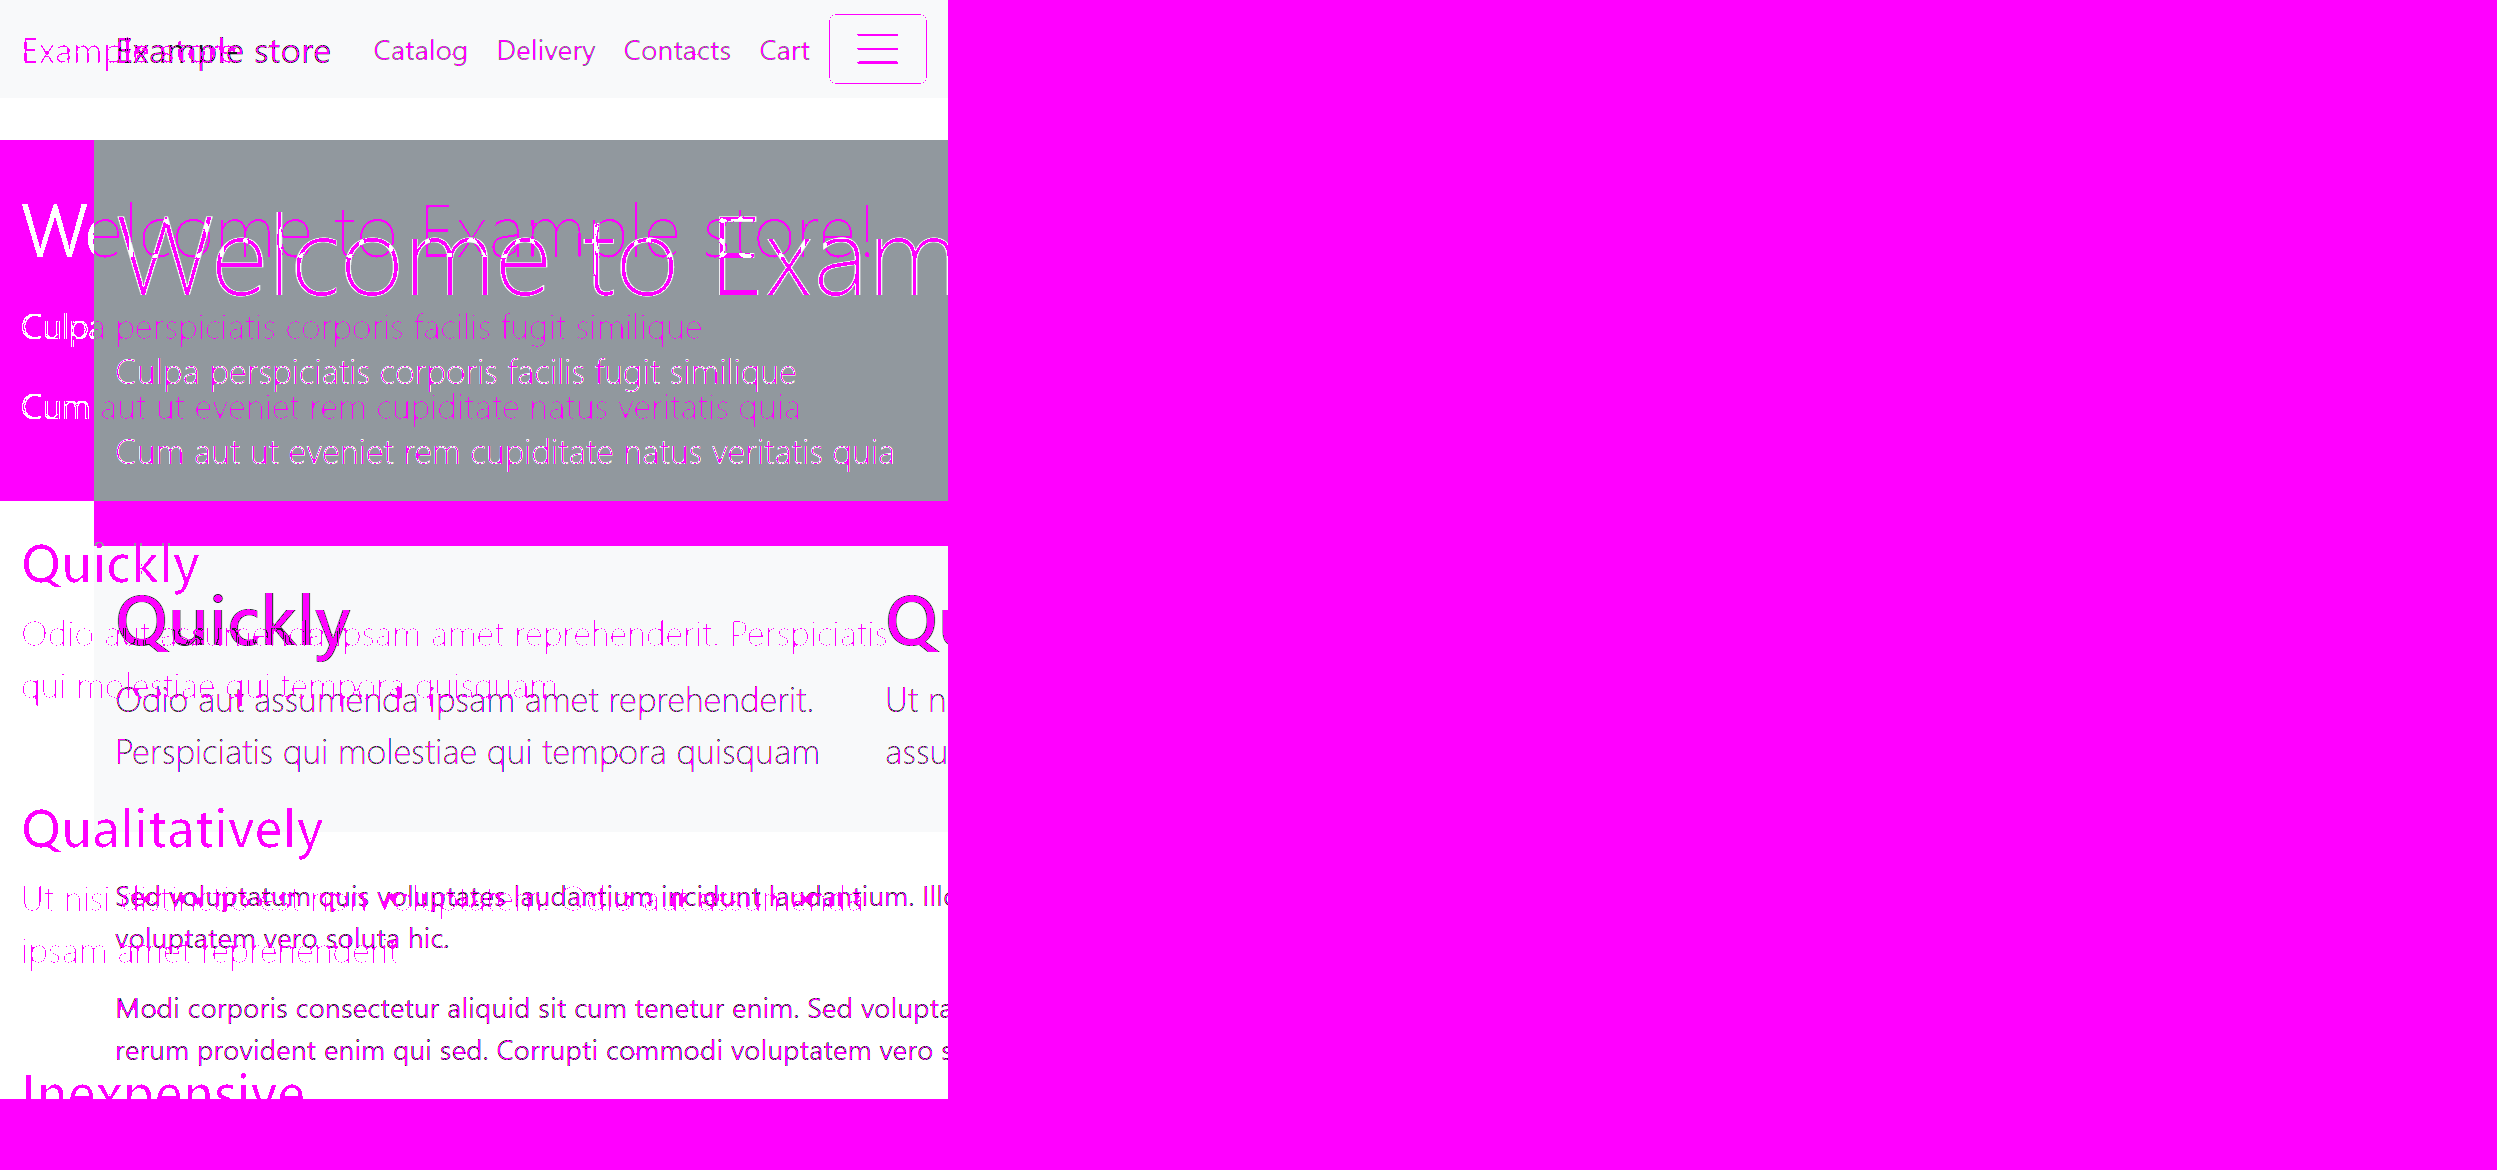 Example store
Example store Catalog Delivery Contacts Cart
Welcome to Example store!
Welcome to Exam
Culpa perspiciatis corporis facilis fugit similique
Culpa perspiciatis corporis facilis fugit similique
Cum aut ut eveniet rem cupiditate natus veritatis quia
Cum aut ut eveniet rem cupiditate natus veritatis quia
Quickly
Quickly
Qu
Odio aut assumenda ipsam amet reprehenderit. Perspiciatis
qui molestiae qui tempora quisquam
Odio aut assumenda ipsam amet reprehenderit.
Ut n
Perspiciatis qui molestiae qui tempora quisquam
assu
Qualitatively
Ut nisi voluptatem. Odio aut assumenda
Sed voluptatum quis voluptates laudantium incidunt laudantium. Illo
voluptatem vero soluta hic.
ipsam amet reprehenderit
Modi corporis consectetur aliquid sit cum tenetur enim. Sed volupta
rerum provident enim qui sed. Corrupti commodi voluptatem vero s
Inexpensive